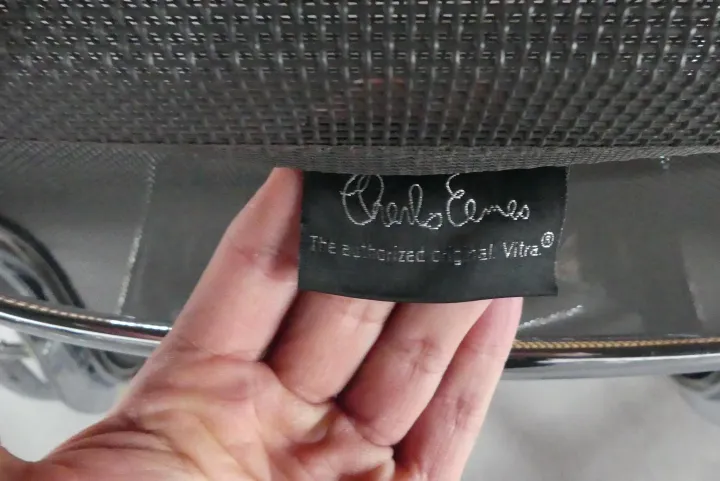 Charles Eames
The authorized original. Vitra.®